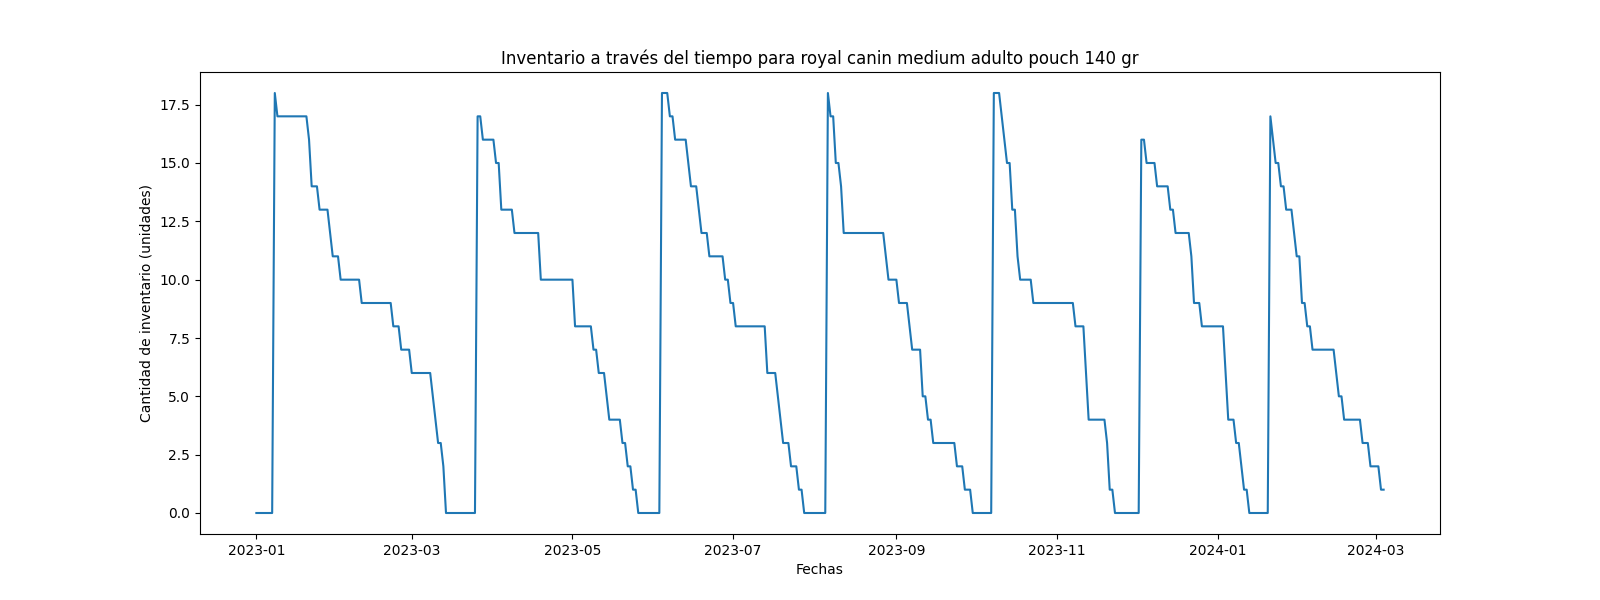 Inventario a través del tiempo para royal canin medium adulto pouch 140 gr
Cantidad de inventario (unidades)
17.5
15.0
12.5
10.0
7.5
5.0
2.5
0.0
2023-01 2023-03 2023-05 2023-07 2023-09 2023-11 2024-01 2024-03
Fechas